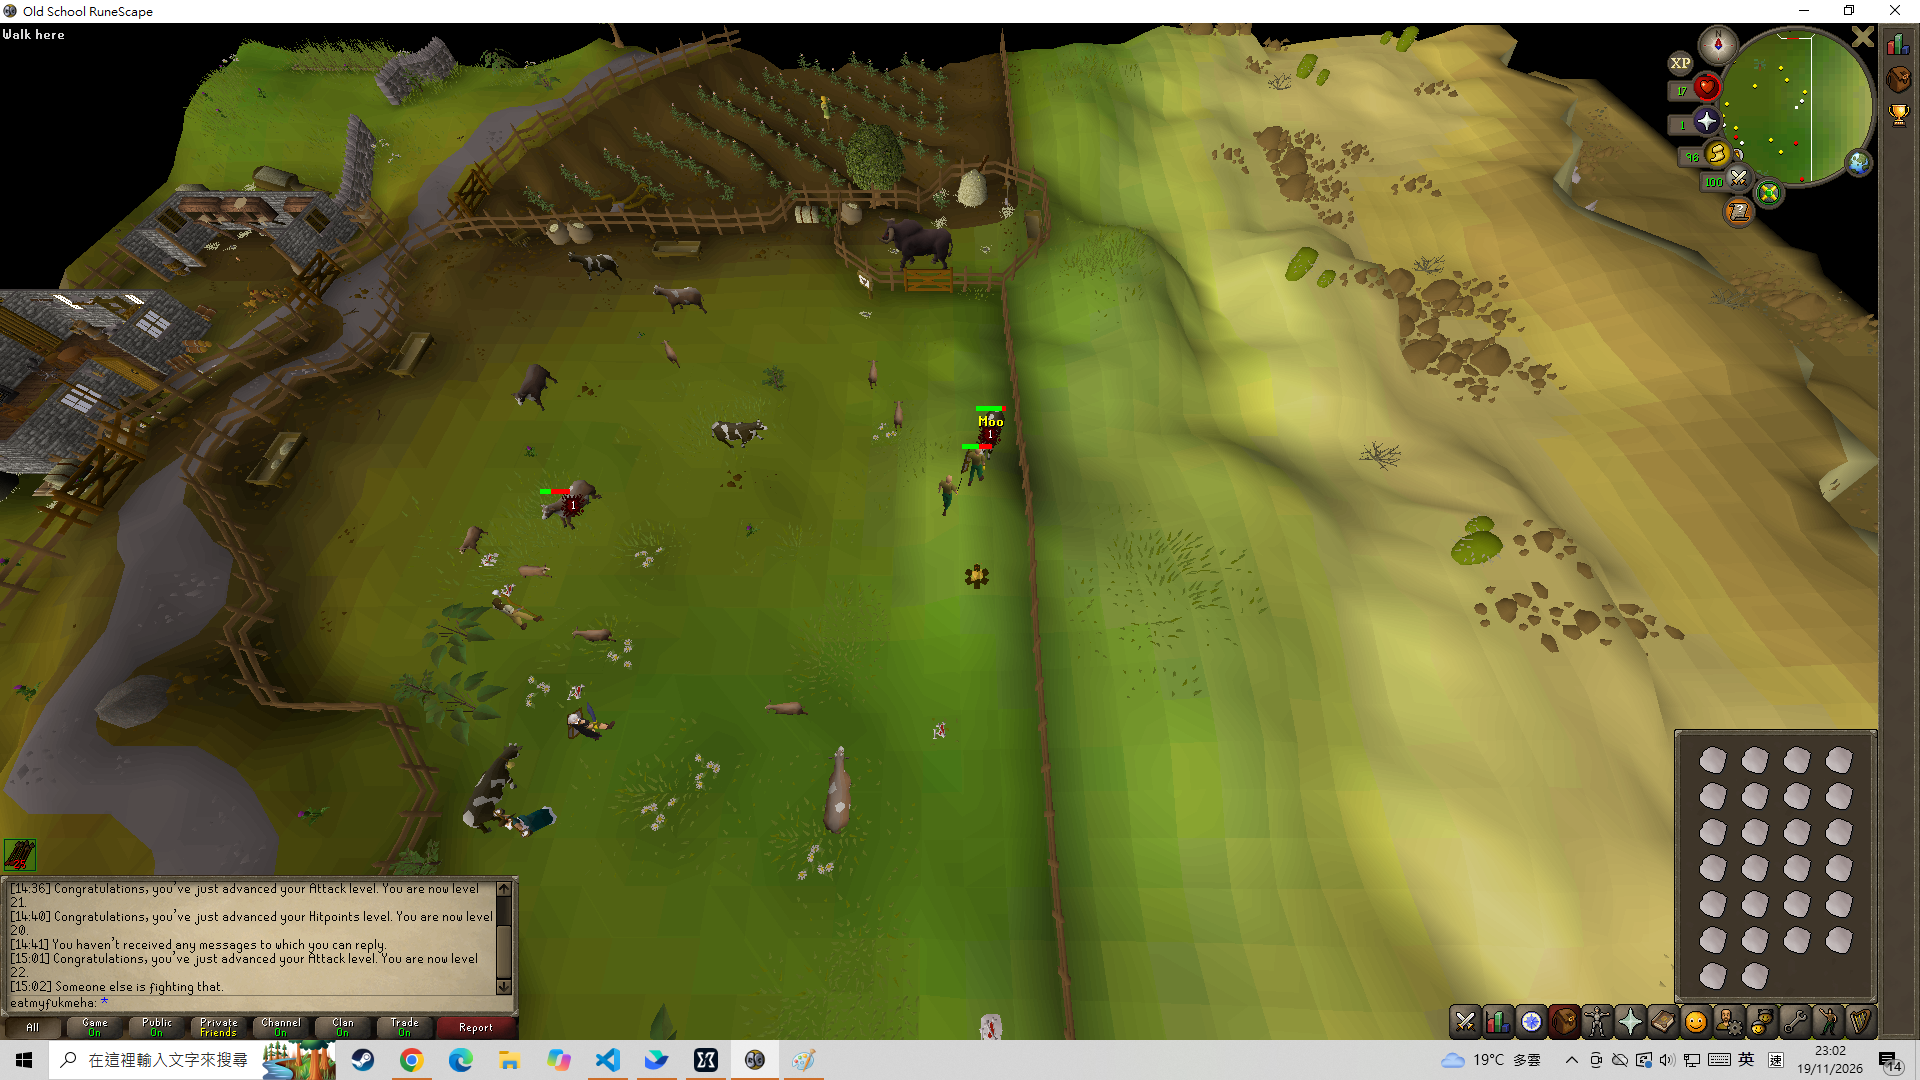 Old School RuneScape
Walk here
N
XP
17
1
96
100
Moo
1
1
25
[14:36] Congratulations, you've just advanced your Attack level. You are now level
21.
[14:40] Congratulations, you've just advanced your Hitpoints level. You are now level
20.
[14:41] You haven't received any messages to which you can reply.
[15:01] Congratulations, you've just advanced your Attack level. You are now level
22.
[15:02] Someone else is fighting that.
eatmyfukmeha: *
All
Game
On
Public
On
Private
Friends
Channel
On
Clan
On
Trade
On
Report
在這裡輸入文字來搜尋
19°C 多雲
英
速
23:02
19/11/2026
14